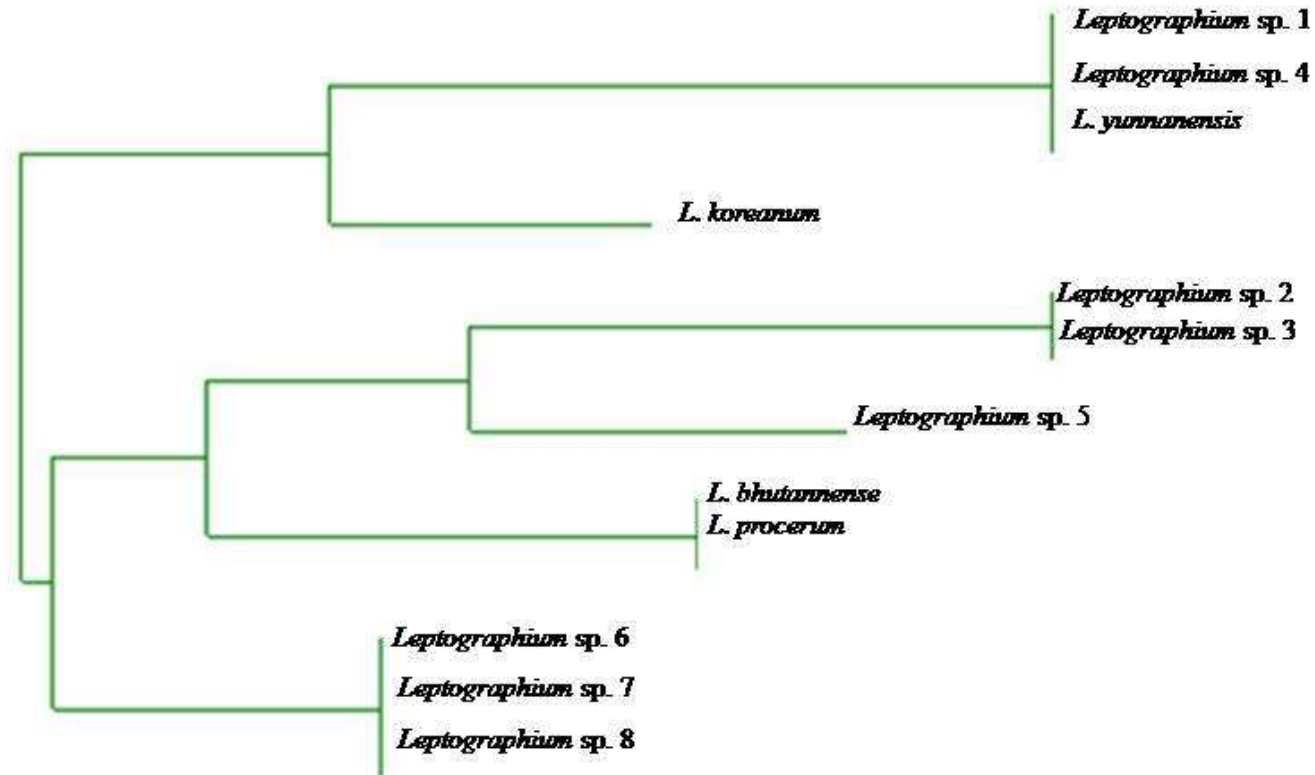 Leptographium sp. 1
Leptographium sp. 4
L. yunnanensis
L. koreanum
Leptographium sp. 2
Leptographium sp. 3
Leptographium sp. 5
L. bhutannense
L. procerum
Leptographium sp. 6
Leptographium sp. 7
Leptographium sp. 8